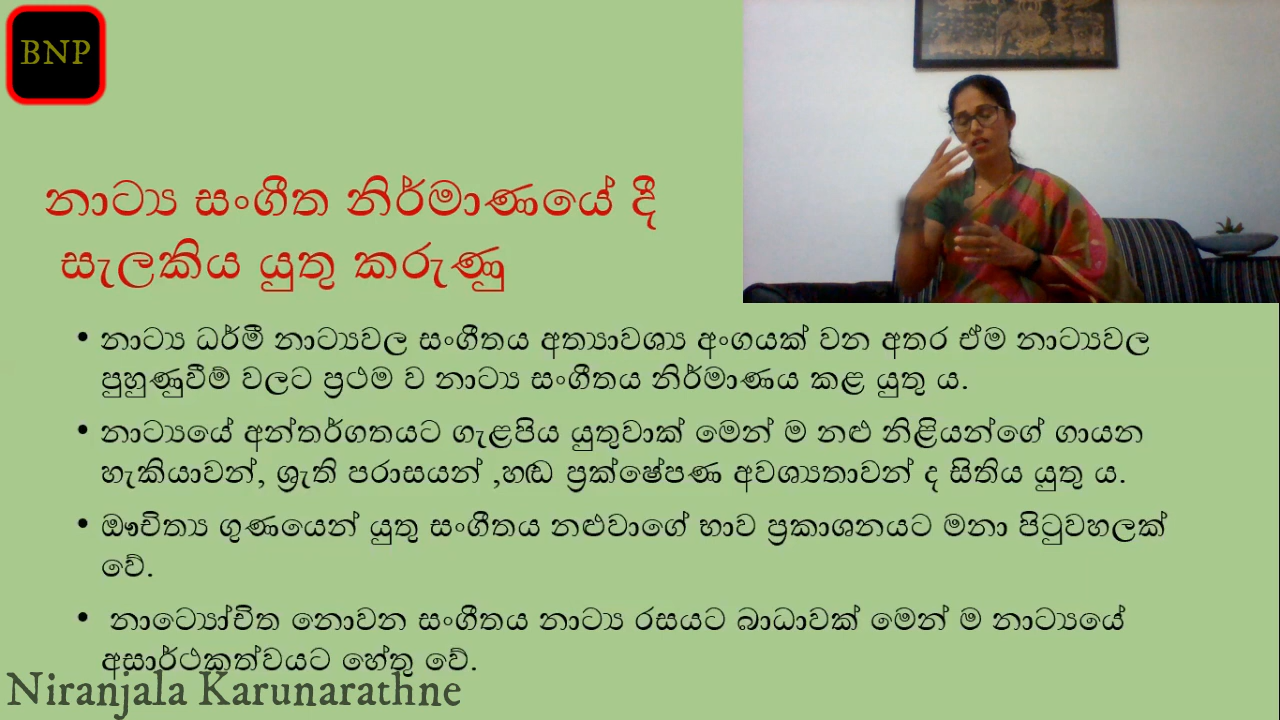 BNP
නාට්‍ය සංගීත නිර්මාණයේ දී
සැලකිය යුතු කරුණු
• නාට්‍ය ධර්මී නාට්‍යවල සංගීතය අත්‍යාවශ්‍ය අංගයක් වන අතර ඒම නාට්‍යවල
පුහුණුවීම් වලට ප්‍රථම ව නාට්‍ය සංගීතය නිර්මාණය කළ යුතු ය.
• නාට්‍යයේ අන්තර්ගතයට ගැළපිය යුතුවාක් මෙන් ම නළු නිළියන්ගේ ගායන
හැකියාවන්, ශ්‍රැති පරාසයන් ,හඬ ප්‍රක්ෂේපණ අවශ්‍යතාවන් ද සිතිය යුතු ය.
• ඖචිත්‍ය ගුණයෙන් යුතු සංගීතය නළුවාගේ භාව ප්‍රකාශනයට මනා පිටුවහලක්
වේ.
• නාට්‍යෝචිත නොවන සංගීතය නාට්‍ය රසයට බාධාවක් මෙන් ම නාට්‍යයේ
අසාර්ථකත්වයට හේතු වේ.
Niranjala Karunarathne